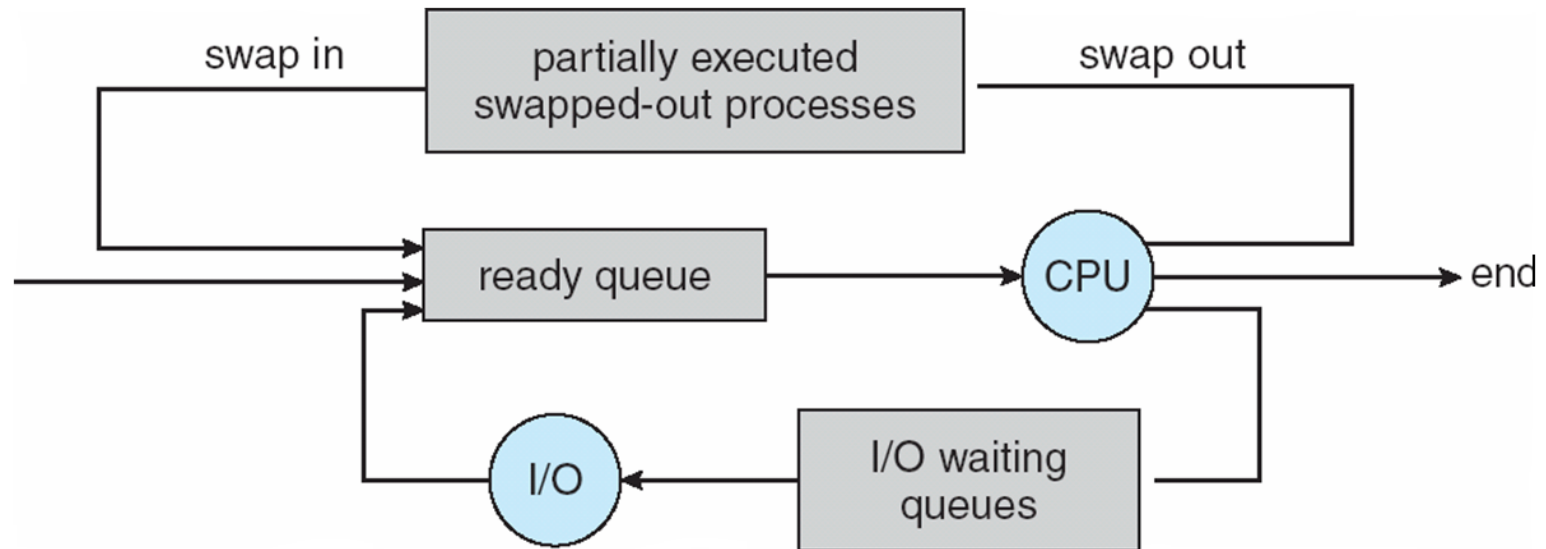 swap in
partially executed
swapped-out processes
swap out
ready queue
CPU
end
I/O
I/O waiting
queues